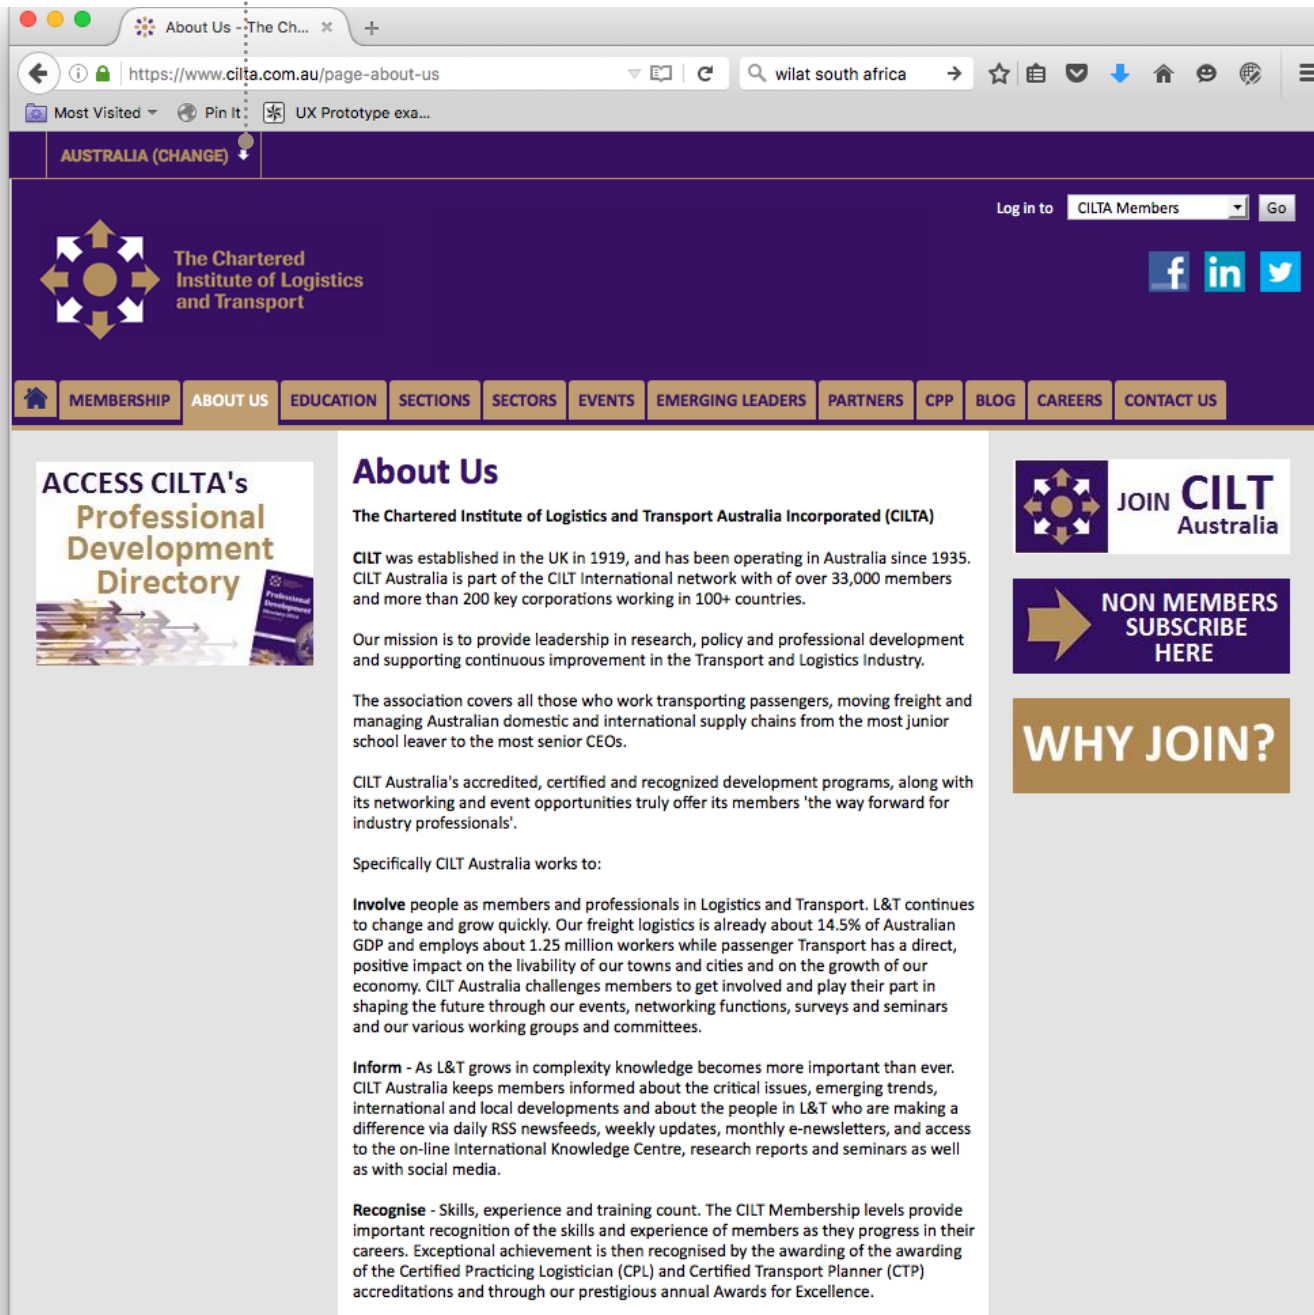 About Us - The Ch...
https://www.cilta.com.au/page-about-us
wilat south africa
Most Visited
Pin It
UX Prototype exa...
AUSTRALIA (CHANGE)
Log in to
CILTA Members
Go
The Chartered
Institute of Logistics
and Transport
f
in
MEMBERSHIP
ABOUT US
EDUCATION
SECTIONS
SECTORS
EVENTS
EMERGING LEADERS
PARTNERS
CPP
BLOG
CAREERS
CONTACT US
ACCESS CILTA's
Professional
Development
Directory
Professional
Development
About Us
The Chartered Institute of Logistics and Transport Australia Incorporated (CILTA)
CILT was established in the UK in 1919, and has been operating in Australia since 1935.
CILT Australia is part of the CILT International network with of over 33,000 members
and more than 200 key corporations working in 100+ countries.
Our mission is to provide leadership in research, policy and professional development
and supporting continuous improvement in the Transport and Logistics Industry.
The association covers all those who work transporting passengers, moving freight and
managing Australian domestic and international supply chains from the most junior
school leaver to the most senior CEOs.
CILT Australia's accredited, certified and recognized development programs, along with
its networking and event opportunities truly offer its members 'the way forward for
industry professionals'.
Specifically CILT Australia works to:
Involve people as members and professionals in Logistics and Transport. L&T continues
to change and grow quickly. Our freight logistics is already about 14.5% of Australian
GDP and employs about 1.25 million workers while passenger Transport has a direct,
positive impact on the livability of our towns and cities and on the growth of our
economy. CILT Australia challenges members to get involved and play their part in
shaping the future through our events, networking functions, surveys and seminars
and our various working groups and committees.
Inform - As L&T grows in complexity knowledge becomes more important than ever.
CILT Australia keeps members informed about the critical issues, emerging trends,
international and local developments and about the people in L&T who are making a
difference via daily RSS newsfeeds, weekly updates, monthly e-newsletters, and access
to the on-line International Knowledge Centre, research reports and seminars as well
as with social media.
Recognise - Skills, experience and training count. The CILT Membership levels provide
important recognition of the skills and experience of members as they progress in their
careers. Exceptional achievement is then recognised by the awarding of the awarding
of the Certified Practicing Logistician (CPL) and Certified Transport Planner (CTP)
accreditations and through our prestigious annual Awards for Excellence.
JOIN CILT
Australia
NON MEMBERS
SUBSCRIBE
HERE
WHY JOIN?